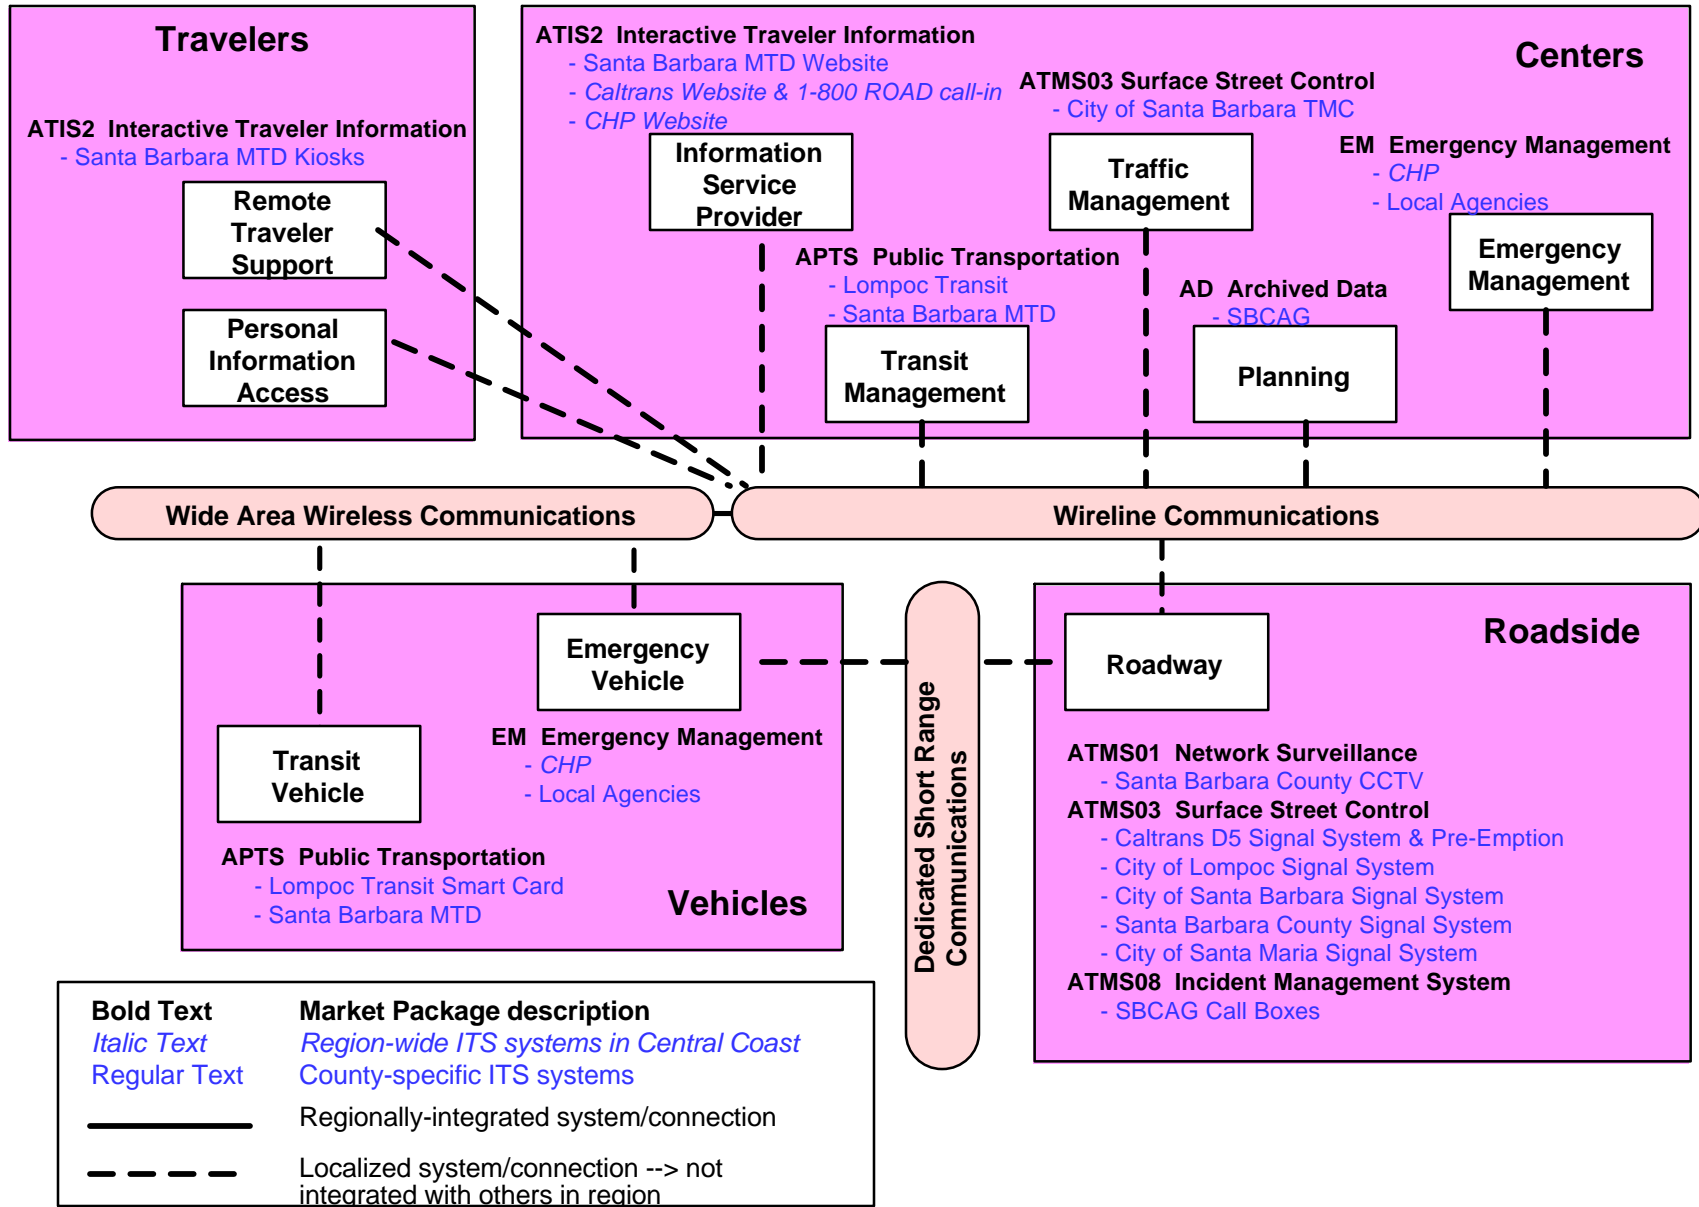 Travelers
ATIS2  Interactive Traveler Information
- Santa Barbara MTD Kiosks
Remote
Traveler
Support
Personal
Information
Access
Centers
ATIS2  Interactive Traveler Information
- Santa Barbara MTD Website
- Caltrans Website & 1-800 ROAD call-in
- CHP Website
Information
Service
Provider
ATMS03 Surface Street Control
- City of Santa Barbara TMC
Traffic
Management
EM  Emergency Management
- CHP
- Local Agencies
Emergency
Management
APTS  Public Transportation
- Lompoc Transit
- Santa Barbara MTD
Transit
Management
AD  Archived Data
- SBCAG
Planning
Wide Area Wireless Communications
Wireline Communications
Emergency
Vehicle
EM  Emergency Management
- CHP
- Local Agencies
Transit
Vehicle
APTS  Public Transportation
- Lompoc Transit Smart Card
- Santa Barbara MTD
Vehicles
Dedicated Short Range
Communications
Roadside
Roadway
ATMS01  Network Surveillance
- Santa Barbara County CCTV
ATMS03  Surface Street Control
- Caltrans D5 Signal System & Pre-Emption
- City of Lompoc Signal System
- City of Santa Barbara Signal System
- Santa Barbara County Signal System
- City of Santa Maria Signal System
ATMS08  Incident Management System
- SBCAG Call Boxes
Bold Text  Market Package description
Italic Text  Region-wide ITS systems in Central Coast
Regular Text  County-specific ITS systems
Regionally-integrated system/connection
Localized system/connection --> not
integrated with others in region